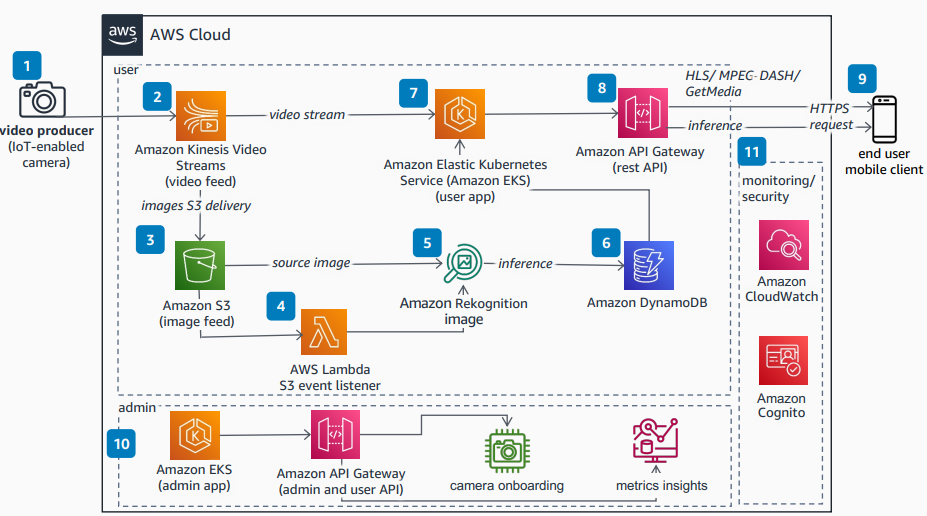 aws
AWS Cloud
1
video producer
(IoT-enabled
camera)
user
2
Amazon Kinesis Video
Streams
(video feed)
video stream
7
Amazon Elastic Kubernetes
Service (Amazon EKS)
(user app)
8
Amazon API Gateway
(rest API)
HLS/ MPEC-DASH/
GetMedia
inference
HTTPS
request
9
end user
mobile client
images S3 delivery
3
Amazon S3
(image feed)
source image
4
AWS Lambda
S3 event listener
5
Amazon Rekognition
image
inference
6
Amazon DynamoDB
11
monitoring/
security
Amazon
CloudWatch
Amazon
Cognito
admin
10
Amazon EKS
(admin app)
Amazon API Gateway
(admin and user API)
camera onboarding
metrics insights